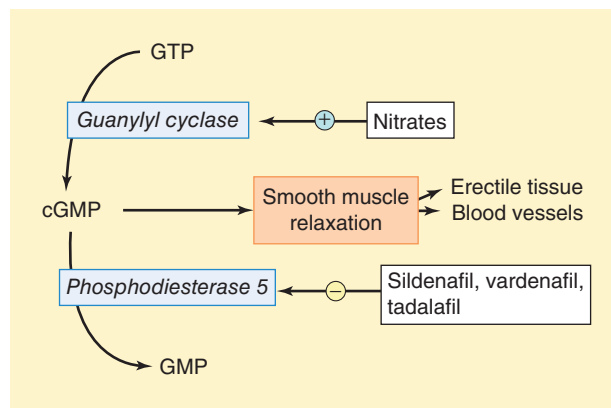 GTP
Guanylyl cyclase
+
Nitrates
cGMP
Smooth muscle
relaxation
Erectile tissue
Blood vessels
Phosphodiesterase 5
−
Sildenafil, vardenafil,
tadalafil
GMP